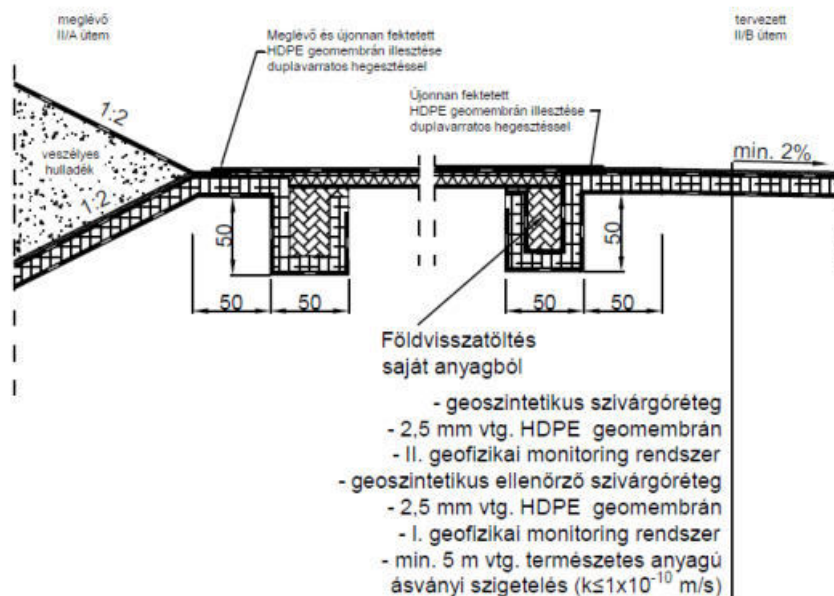 meglévő
II/A ütem
tervezett
II/B ütem
Meglévő és újonnan fektetett
HDPE geomembrán illesztése
duplavarratos hegesztéssel
Újonnan fektetett
HDPE geomembrán illesztése
duplavarratos hegesztéssel
1:2
min. 2%
veszélyes
hulladék
1:2
50
50
50
50
50
50
Földvisszatöltés
saját anyagból
- geoszintetikus szivárgóréteg
- 2,5 mm vtg. HDPE geomembrán
- II. geofizikai monitoring rendszer
- geoszintetikus ellenőrző szivárgóréteg
- 2,5 mm vtg. HDPE geomembrán
- I. geofizikai monitoring rendszer
- min. 5 m vtg. természetes anyagú
ásványi szigetelés (k≤1x10⁻¹⁰ m/s)